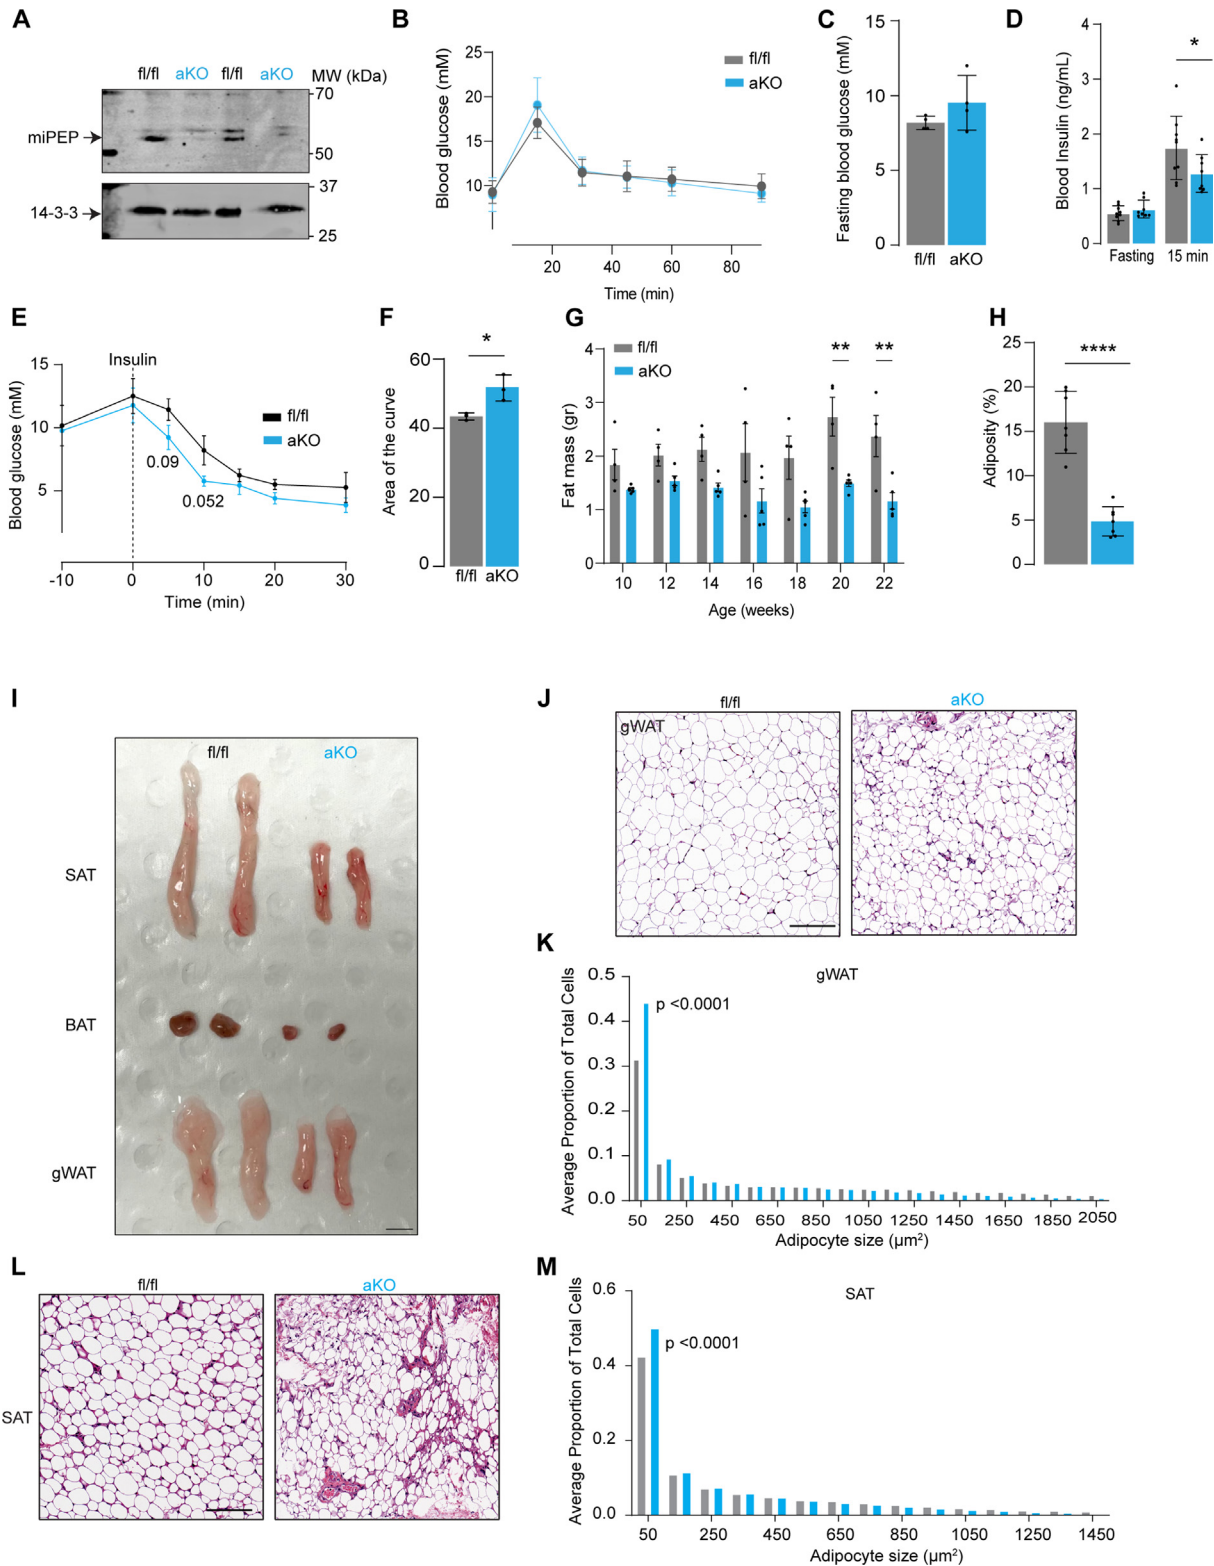 A
fl/fl aKO fl/fl aKO MW (kDa)
70
miPEP
50
37
14-3-3
25
B
Blood glucose (mM)
25
20
15
10
fl/fl
aKO
20 40 60 80
Time (min)
C
Fasting blood glucose (mM)
15
10
5
0
fl/fl aKO
D
Blood Insulin (ng/mL)
4
3
2
1
0
*
Fasting 15 min
E
Blood glucose (mM)
15
10
5
Insulin
fl/fl
aKO
0.09
0.052
-10 0 10 20 30
Time (min)
F
Area of the curve
60
40
20
0
*
fl/fl aKO
G
Fat mass (gr)
4
3
2
1
0
fl/fl
aKO
** **
10 12 14 16 18 20 22
Age (weeks)
H
Adiposity (%)
25
20
15
10
5
0
****
I
fl/fl aKO
SAT
BAT
gWAT
J
fl/fl aKO
gWAT
K
gWAT
Average Proportion of Total Cells
0.5
0.4
0.3
0.2
0.1
0.0
p <0.0001
50 250 450 650 850 1050 1250 1450 1650 1850 2050
Adipocyte size (µm²)
L
fl/fl aKO
SAT
M
SAT
Average Proportion of Total Cells
0.6
0.4
0.2
0.0
p <0.0001
50 250 450 650 850 1050 1250 1450
Adipocyte size (µm²)